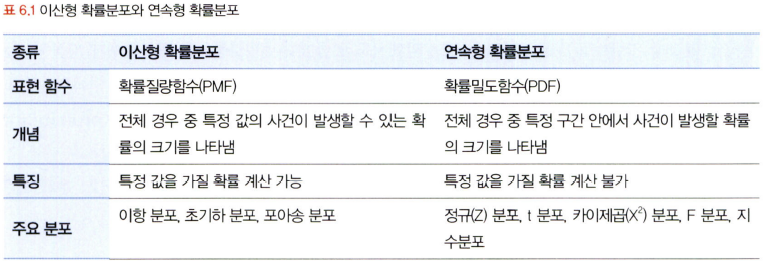 표 6.1 이산형 확률분포와 연속형 확률분포
종류 이산형 확률분포 연속형 확률분포
표현 함수 확률질량함수(PMF) 확률밀도함수(PDF)
개념 전체 경우 중 특정 값의 사건이 발생할 수 있는 확 전체 경우 중 특정 구간 안에서 사건이 발생할 확률
률의 크기를 나타냄 의 크기를 나타냄
특징 특정 값을 가질 확률 계산 가능 특정 값을 가질 확률 계산 불가
주요 분포 이항 분포, 초기하 분포, 포아송 분포 정규(Z) 분포, t 분포, 카이제곱(X²) 분포, F 분포, 지
수분포